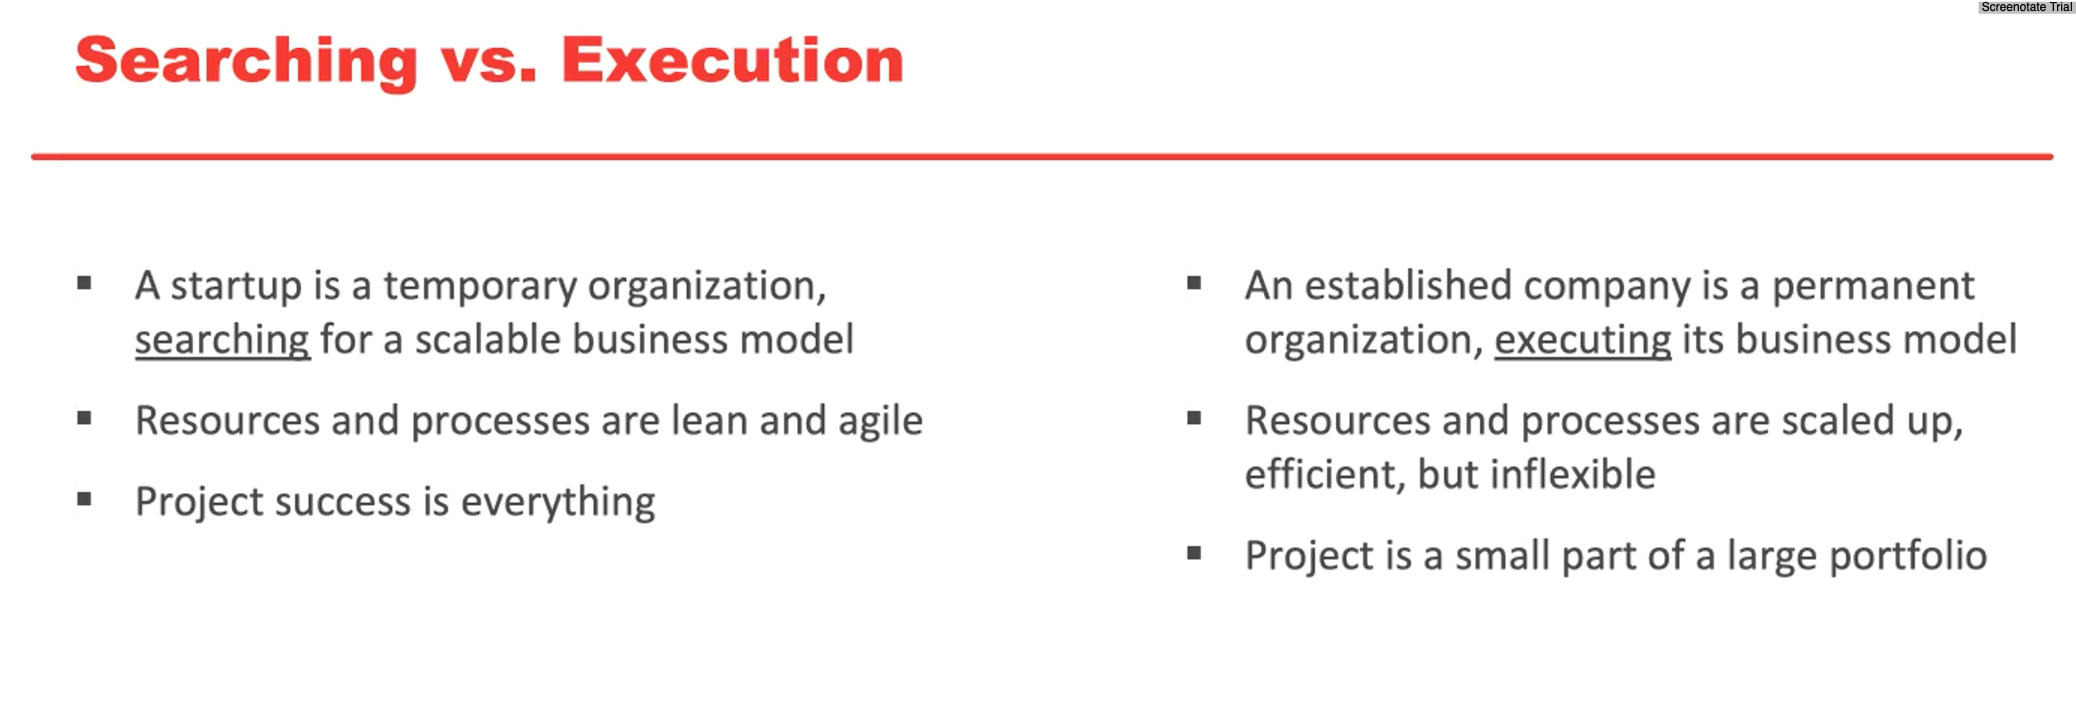 Screenotate Trial
Searching vs. Execution
▪ A startup is a temporary organization,
searching for a scalable business model
▪ Resources and processes are lean and agile
▪ Project success is everything
▪ An established company is a permanent
organization, executing its business model
▪ Resources and processes are scaled up,
efficient, but inflexible
▪ Project is a small part of a large portfolio